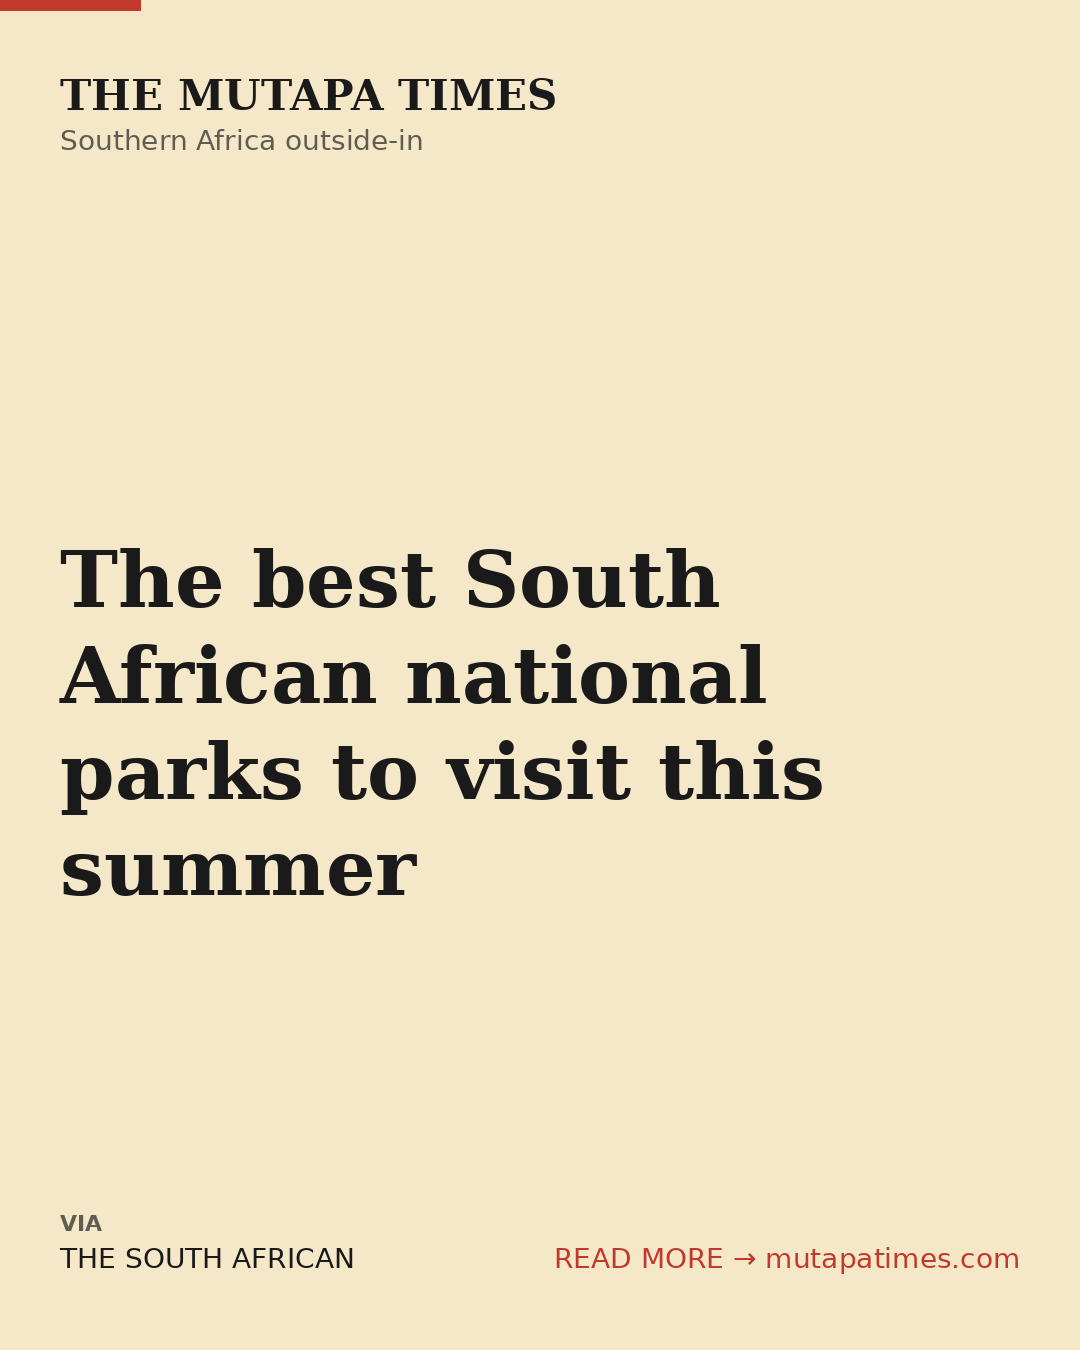 THE MUTAPA TIMES
Southern Africa outside-in
The best South
African national
parks to visit this
summer
VIA
THE SOUTH AFRICAN
READ MORE → mutapatimes.com